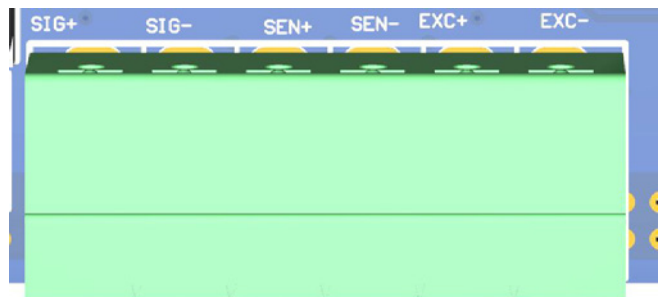 SIG+ SIG- SEN+ SEN- EXC+ EXC-